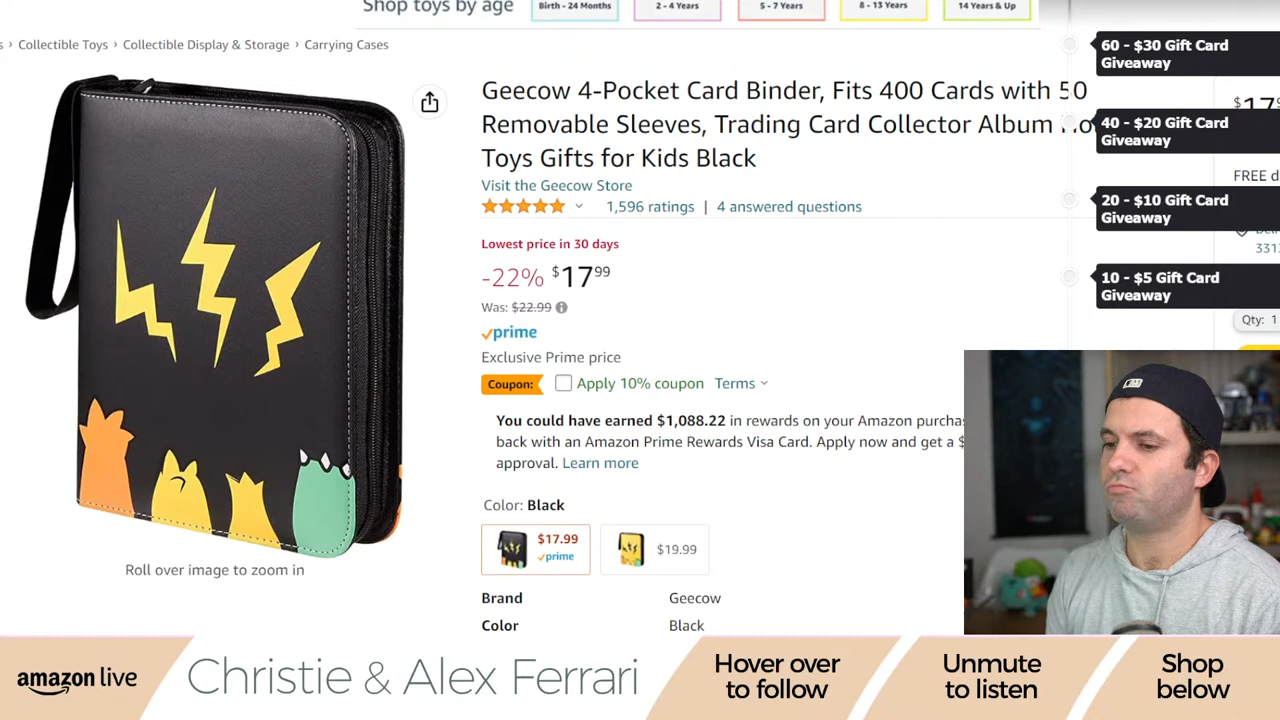 Shop toys by age
Birth - 24 Months
2 - 4 Years
5 - 7 Years
8 - 13 Years
14 Years & Up
s › Collectible Toys › Collectible Display & Storage › Carrying Cases
Geecow 4-Pocket Card Binder, Fits 400 Cards with 50
Removable Sleeves, Trading Card Collector Album
Toys Gifts for Kids Black
Visit the Geecow Store
1,596 ratings | 4 answered questions
Lowest price in 30 days
-22% $17 99
Was: $22.99
prime
Exclusive Prime price
Coupon: Apply 10% coupon Terms
You could have earned $1,088.22 in rewards on your Amazon
back with an Amazon Prime Rewards Visa Card. Apply now and get a $
approval. Learn more
Color: Black
$17.99
prime
$19.99
Brand Geecow
Color Black
Roll over image to zoom in
60 - $30 Gift Card
Giveaway
40 - $20 Gift Card
Giveaway
20 - $10 Gift Card
Giveaway
10 - $5 Gift Card
Giveaway
FREE
Qty: 1
amazon live
Christie & Alex Ferrari
Hover over
to follow
Unmute
to listen
Shop
below